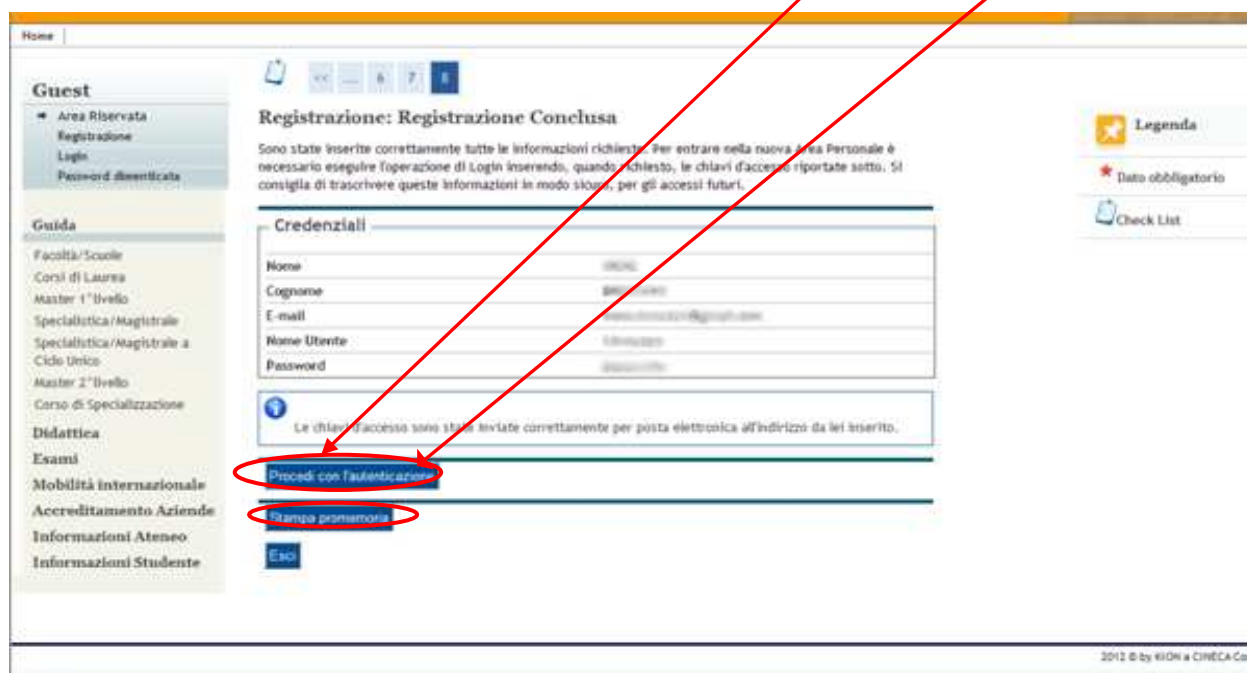 Home
<< ... 6 7 8
Guest
Area Riservata
Registrazione
Login
Password dimenticata
Guida
Facoltà/Scuole
Corsi di Laurea
Master 1°livello
Specialistica/Magistrale
Specialistica/Magistrale a
Ciclo Unico
Master 2°livello
Corso di Specializzazione
Didattica
Esami
Mobilità internazionale
Accreditamento Aziende
Informazioni Ateneo
Informazioni Studente
Registrazione: Registrazione Conclusa
Sono state inserite correttamente tutte le informazioni richieste. Per entrare nella nuova Area Personale è
necessario eseguire l'operazione di Login inserendo, quando richiesto, le chiavi d'accesso riportate sotto. Si
consiglia di trascrivere queste informazioni in modo sicuro, per gli accessi futuri.
Credenziali
Nome
Cognome
E-mail
Nome Utente
Password
Le chiavi d'accesso sono state inviate correttamente per posta elettronica all'indirizzo da lei inserito.
Procedi con l'autenticazione
Stampa promemoria
Esci
Legenda
* Dato obbligatorio
Check List
2012 © by KION a CINECA Co